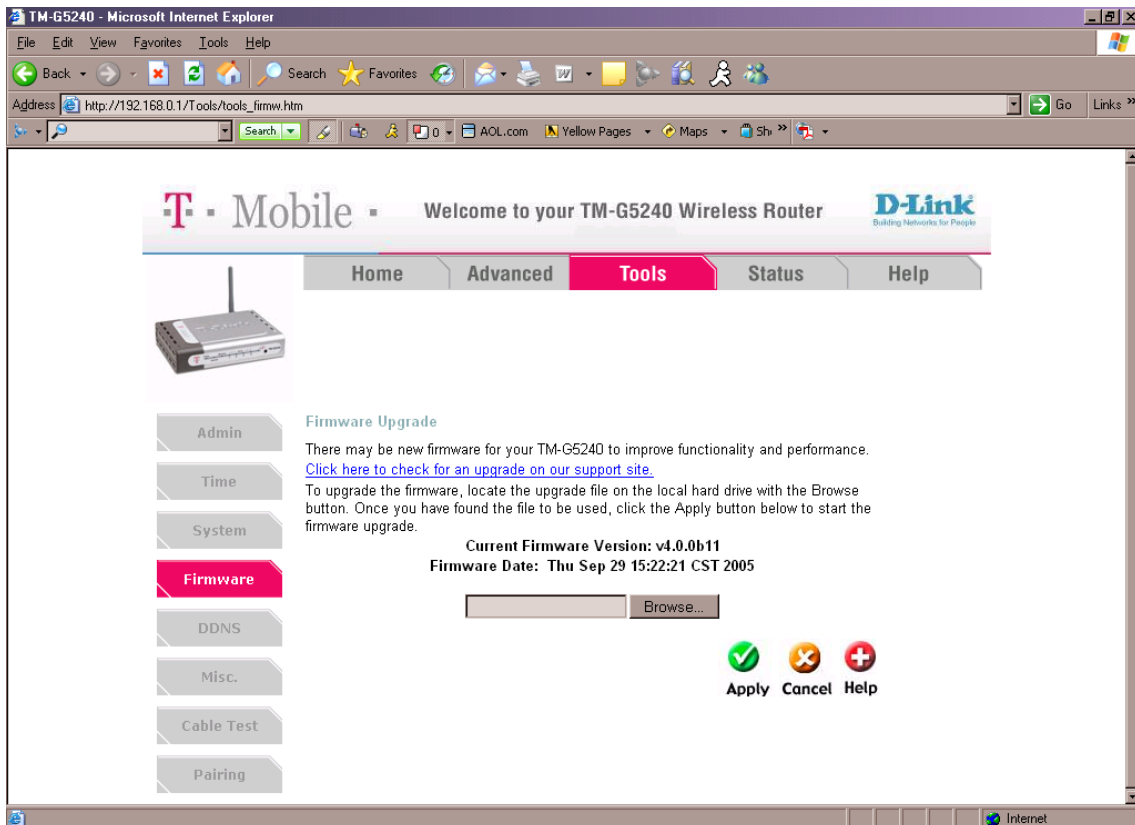 TM-G5240 - Microsoft Internet Explorer
File Edit View Favorites Tools Help
Back Search Favorites
Address http://192.168.0.1/Tools/tools_firmw.htm Go Links »
Search 0 AOL.com Yellow Pages Maps Sh »
T · Mobile · Welcome to your TM-G5240 Wireless Router D-Link
Building Networks for People
Home Advanced Tools Status Help
Admin
Time
System
Firmware
DDNS
Misc.
Cable Test
Pairing
Firmware Upgrade
There may be new firmware for your TM-G5240 to improve functionality and performance.
Click here to check for an upgrade on our support site.
To upgrade the firmware, locate the upgrade file on the local hard drive with the Browse
button. Once you have found the file to be used, click the Apply button below to start the
firmware upgrade.
Current Firmware Version: v4.0.0b11
Firmware Date: Thu Sep 29 15:22:21 CST 2005
Browse...
Apply Cancel Help
Internet